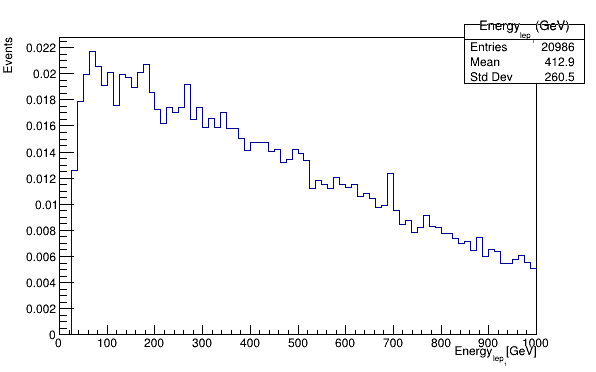 Energy_lep_1 (GeV)
Entries 20986
Mean 412.9
Std Dev 260.5
Events
0.022
0.02
0.018
0.016
0.014
0.012
0.01
0.008
0.006
0.004
0.002
0
0 100 200 300 400 500 600 700 800 900 1000
Energy_lep_1 [GeV]